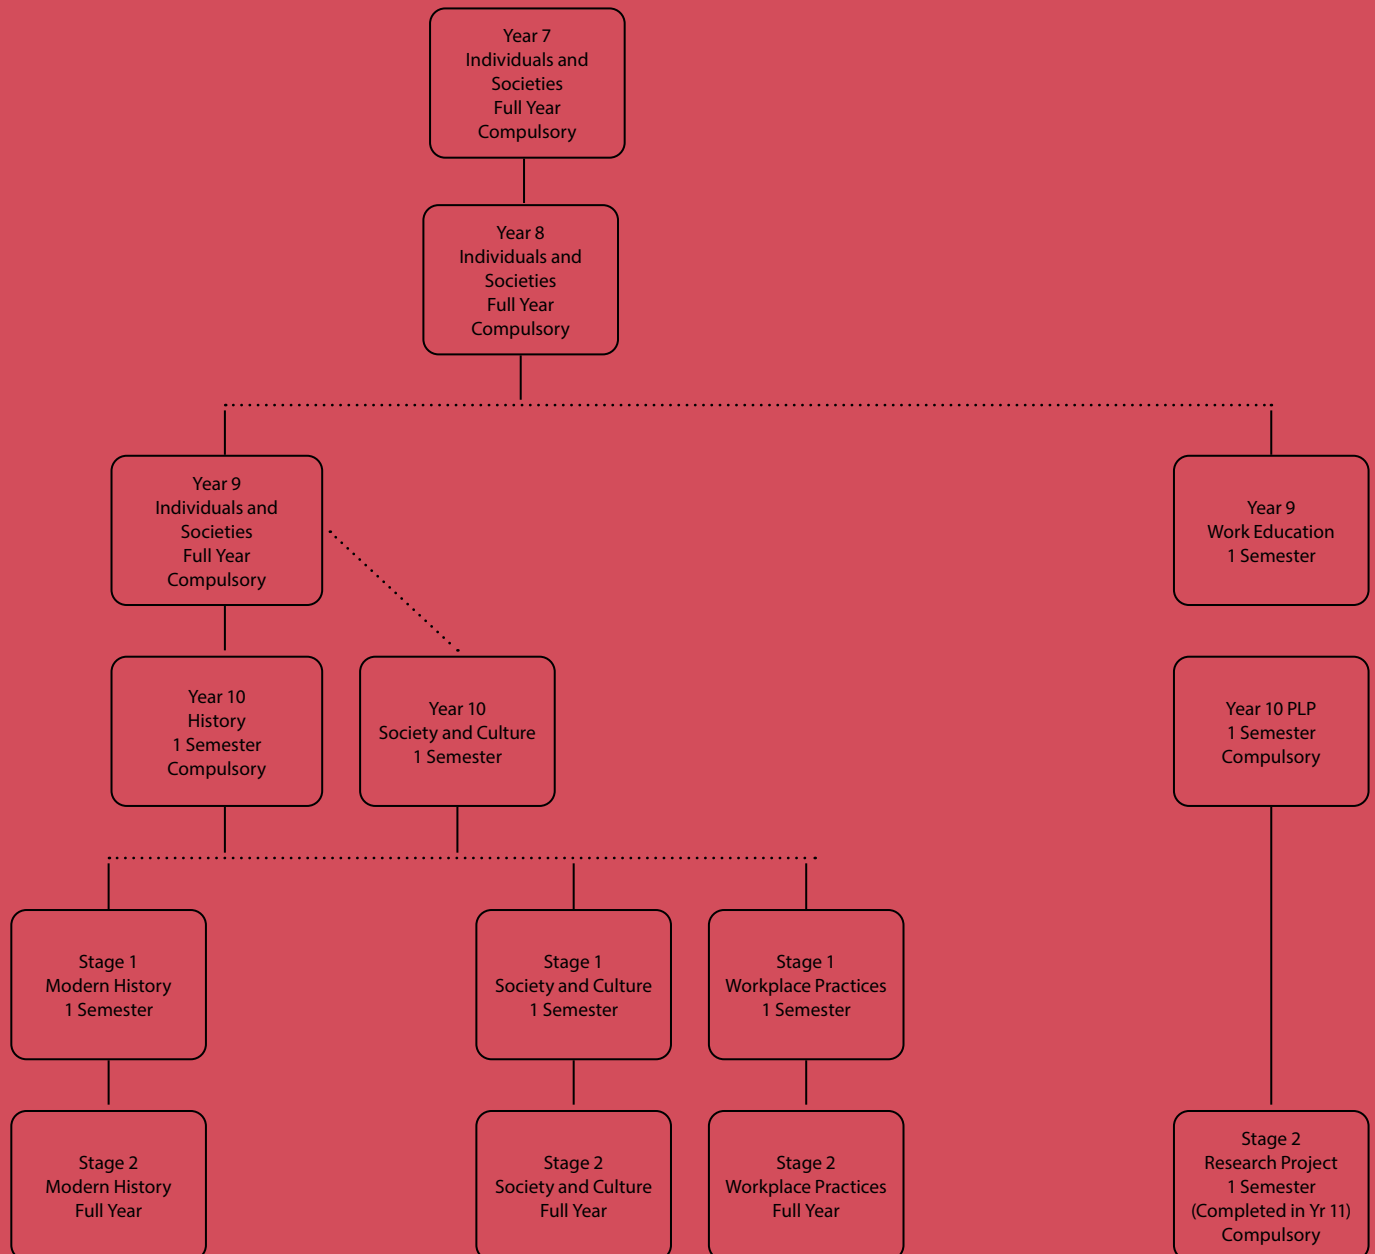 Year 7
Individuals and
Societies
Full Year
Compulsory
Year 8
Individuals and
Societies
Full Year
Compulsory
Year 9
Individuals and
Societies
Full Year
Compulsory
Year 9
Work Education
1 Semester
Year 10
History
1 Semester
Compulsory
Year 10
Society and Culture
1 Semester
Year 10 PLP
1 Semester
Compulsory
Stage 1
Modern History
1 Semester
Stage 1
Society and Culture
1 Semester
Stage 1
Workplace Practices
1 Semester
Stage 2
Modern History
Full Year
Stage 2
Society and Culture
Full Year
Stage 2
Workplace Practices
Full Year
Stage 2
Research Project
1 Semester
(Completed in Yr 11)
Compulsory